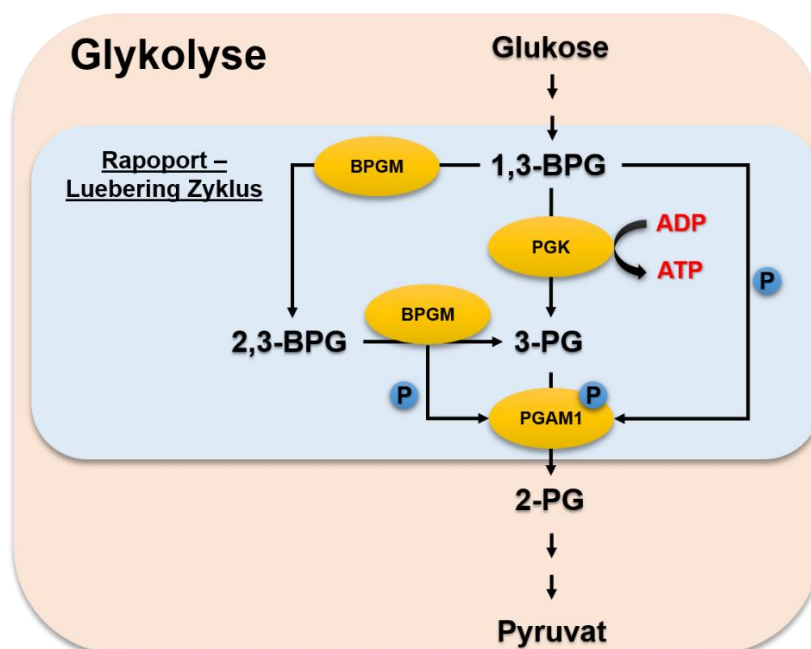 Glykolyse
Glukose
Rapoport –
Luebering Zyklus
BPGM
1,3-BPG
PGK
ADP
ATP
P
BPGM
2,3-BPG
3-PG
P
P
PGAM1
2-PG
Pyruvat